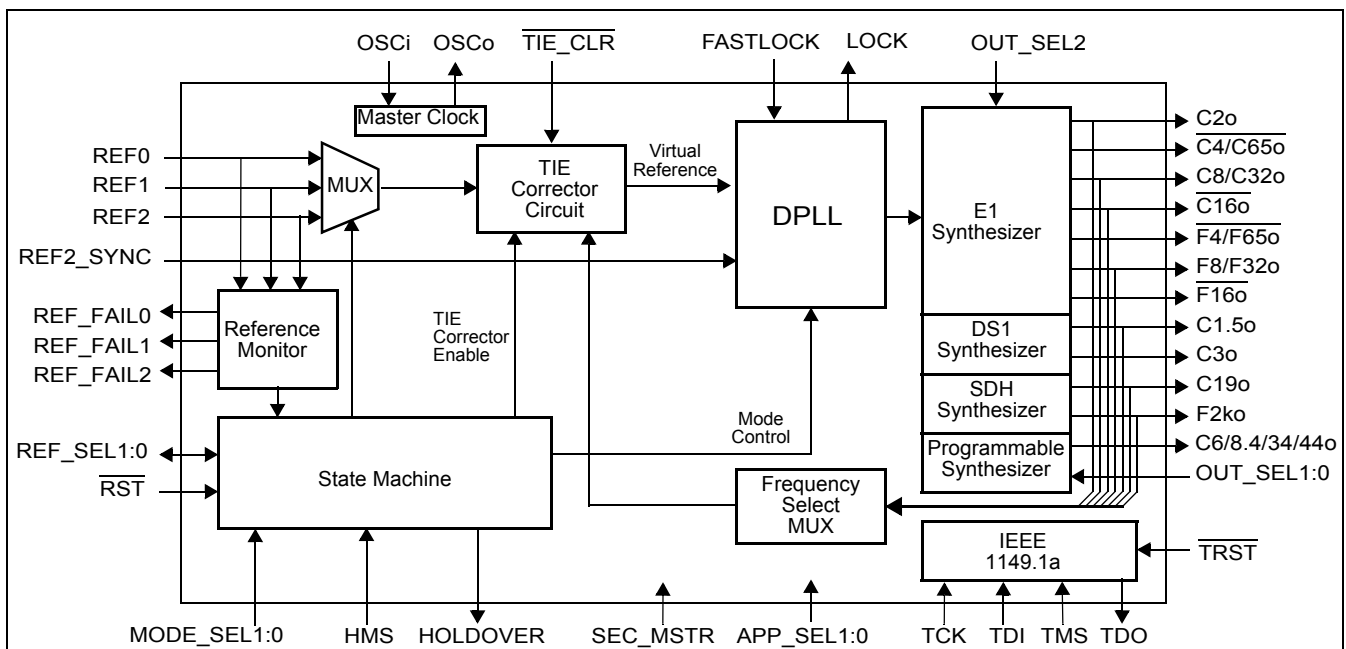 OSCi
OSCo
TIE_CLR
FASTLOCK
LOCK
OUT_SEL2
Master Clock
REF0
REF1
REF2
REF2_SYNC
MUX
TIE
Corrector
Circuit
Virtual
Reference
DPLL
E1
Synthesizer
C2o
C4/C65o
C8/C32o
C16o
F4/F65o
F8/F32o
F16o
REF_FAIL0
REF_FAIL1
REF_FAIL2
Reference
Monitor
TIE
Corrector
Enable
DS1
Synthesizer
C1.5o
C3o
SDH
Synthesizer
C19o
F2ko
Programmable
Synthesizer
C6/8.4/34/44o
OUT_SEL1:0
REF_SEL1:0
RST
State Machine
Mode
Control
Frequency
Select
MUX
IEEE
1149.1a
TRST
MODE_SEL1:0
HMS
HOLDOVER
SEC_MSTR
APP_SEL1:0
TCK
TDI
TMS
TDO